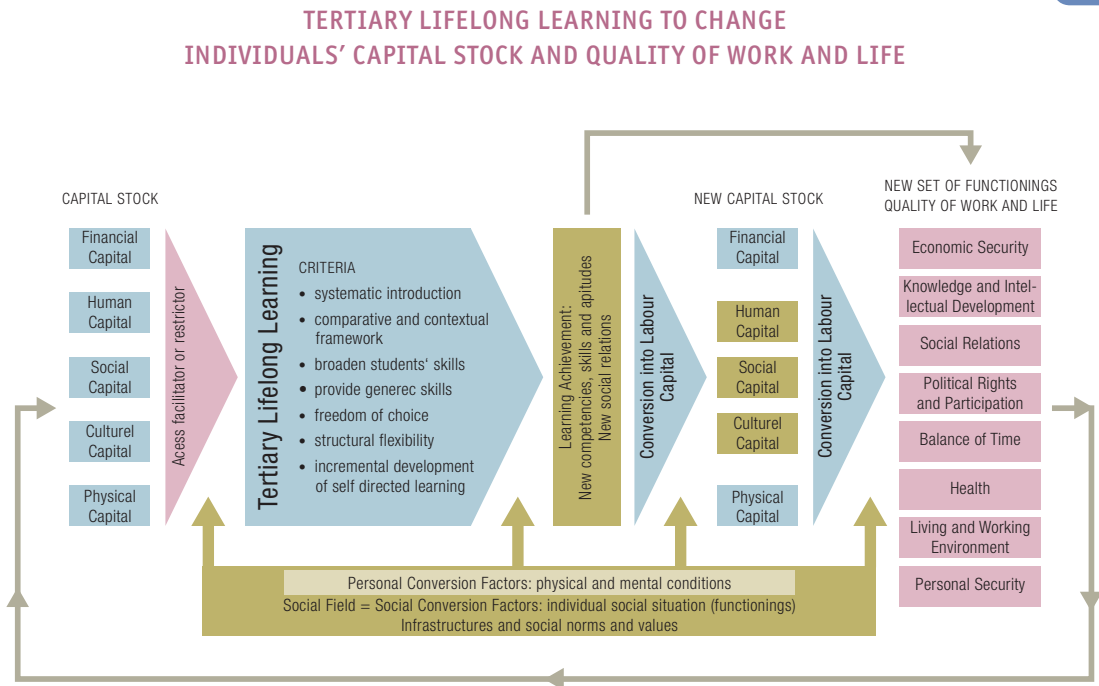 TERTIARY LIFELONG LEARNING TO CHANGE
INDIVIDUALS’ CAPITAL STOCK AND QUALITY OF WORK AND LIFE
CAPITAL STOCK
Financial
Capital
Human
Capital
Social
Capital
Culturel
Capital
Physical
Capital
Acess facilitator or restrictor
Tertiary Lifelong Learning
CRITERIA
• systematic introduction
• comparative and contextual
framework
• broaden students‘ skills
• provide generec skills
• freedom of choice
• structural flexibility
• incremental development
of self directed learning
Learning Achievement:
New competencies, skills and apitudes
New social relations
Conversion into Labour
Capital
NEW CAPITAL STOCK
Financial
Capital
Human
Capital
Social
Capital
Culturel
Capital
Physical
Capital
Conversion into Labour
Capital
NEW SET OF FUNCTIONINGS
QUALITY OF WORK AND LIFE
Economic Security
Knowledge and Intel-
lectual Development
Social Relations
Political Rights
and Participation
Balance of Time
Health
Living and Working
Environment
Personal Security
Personal Conversion Factors: physical and mental conditions
Social Field = Social Conversion Factors: individual social situation (functionings)
Infrastructures and social norms and values